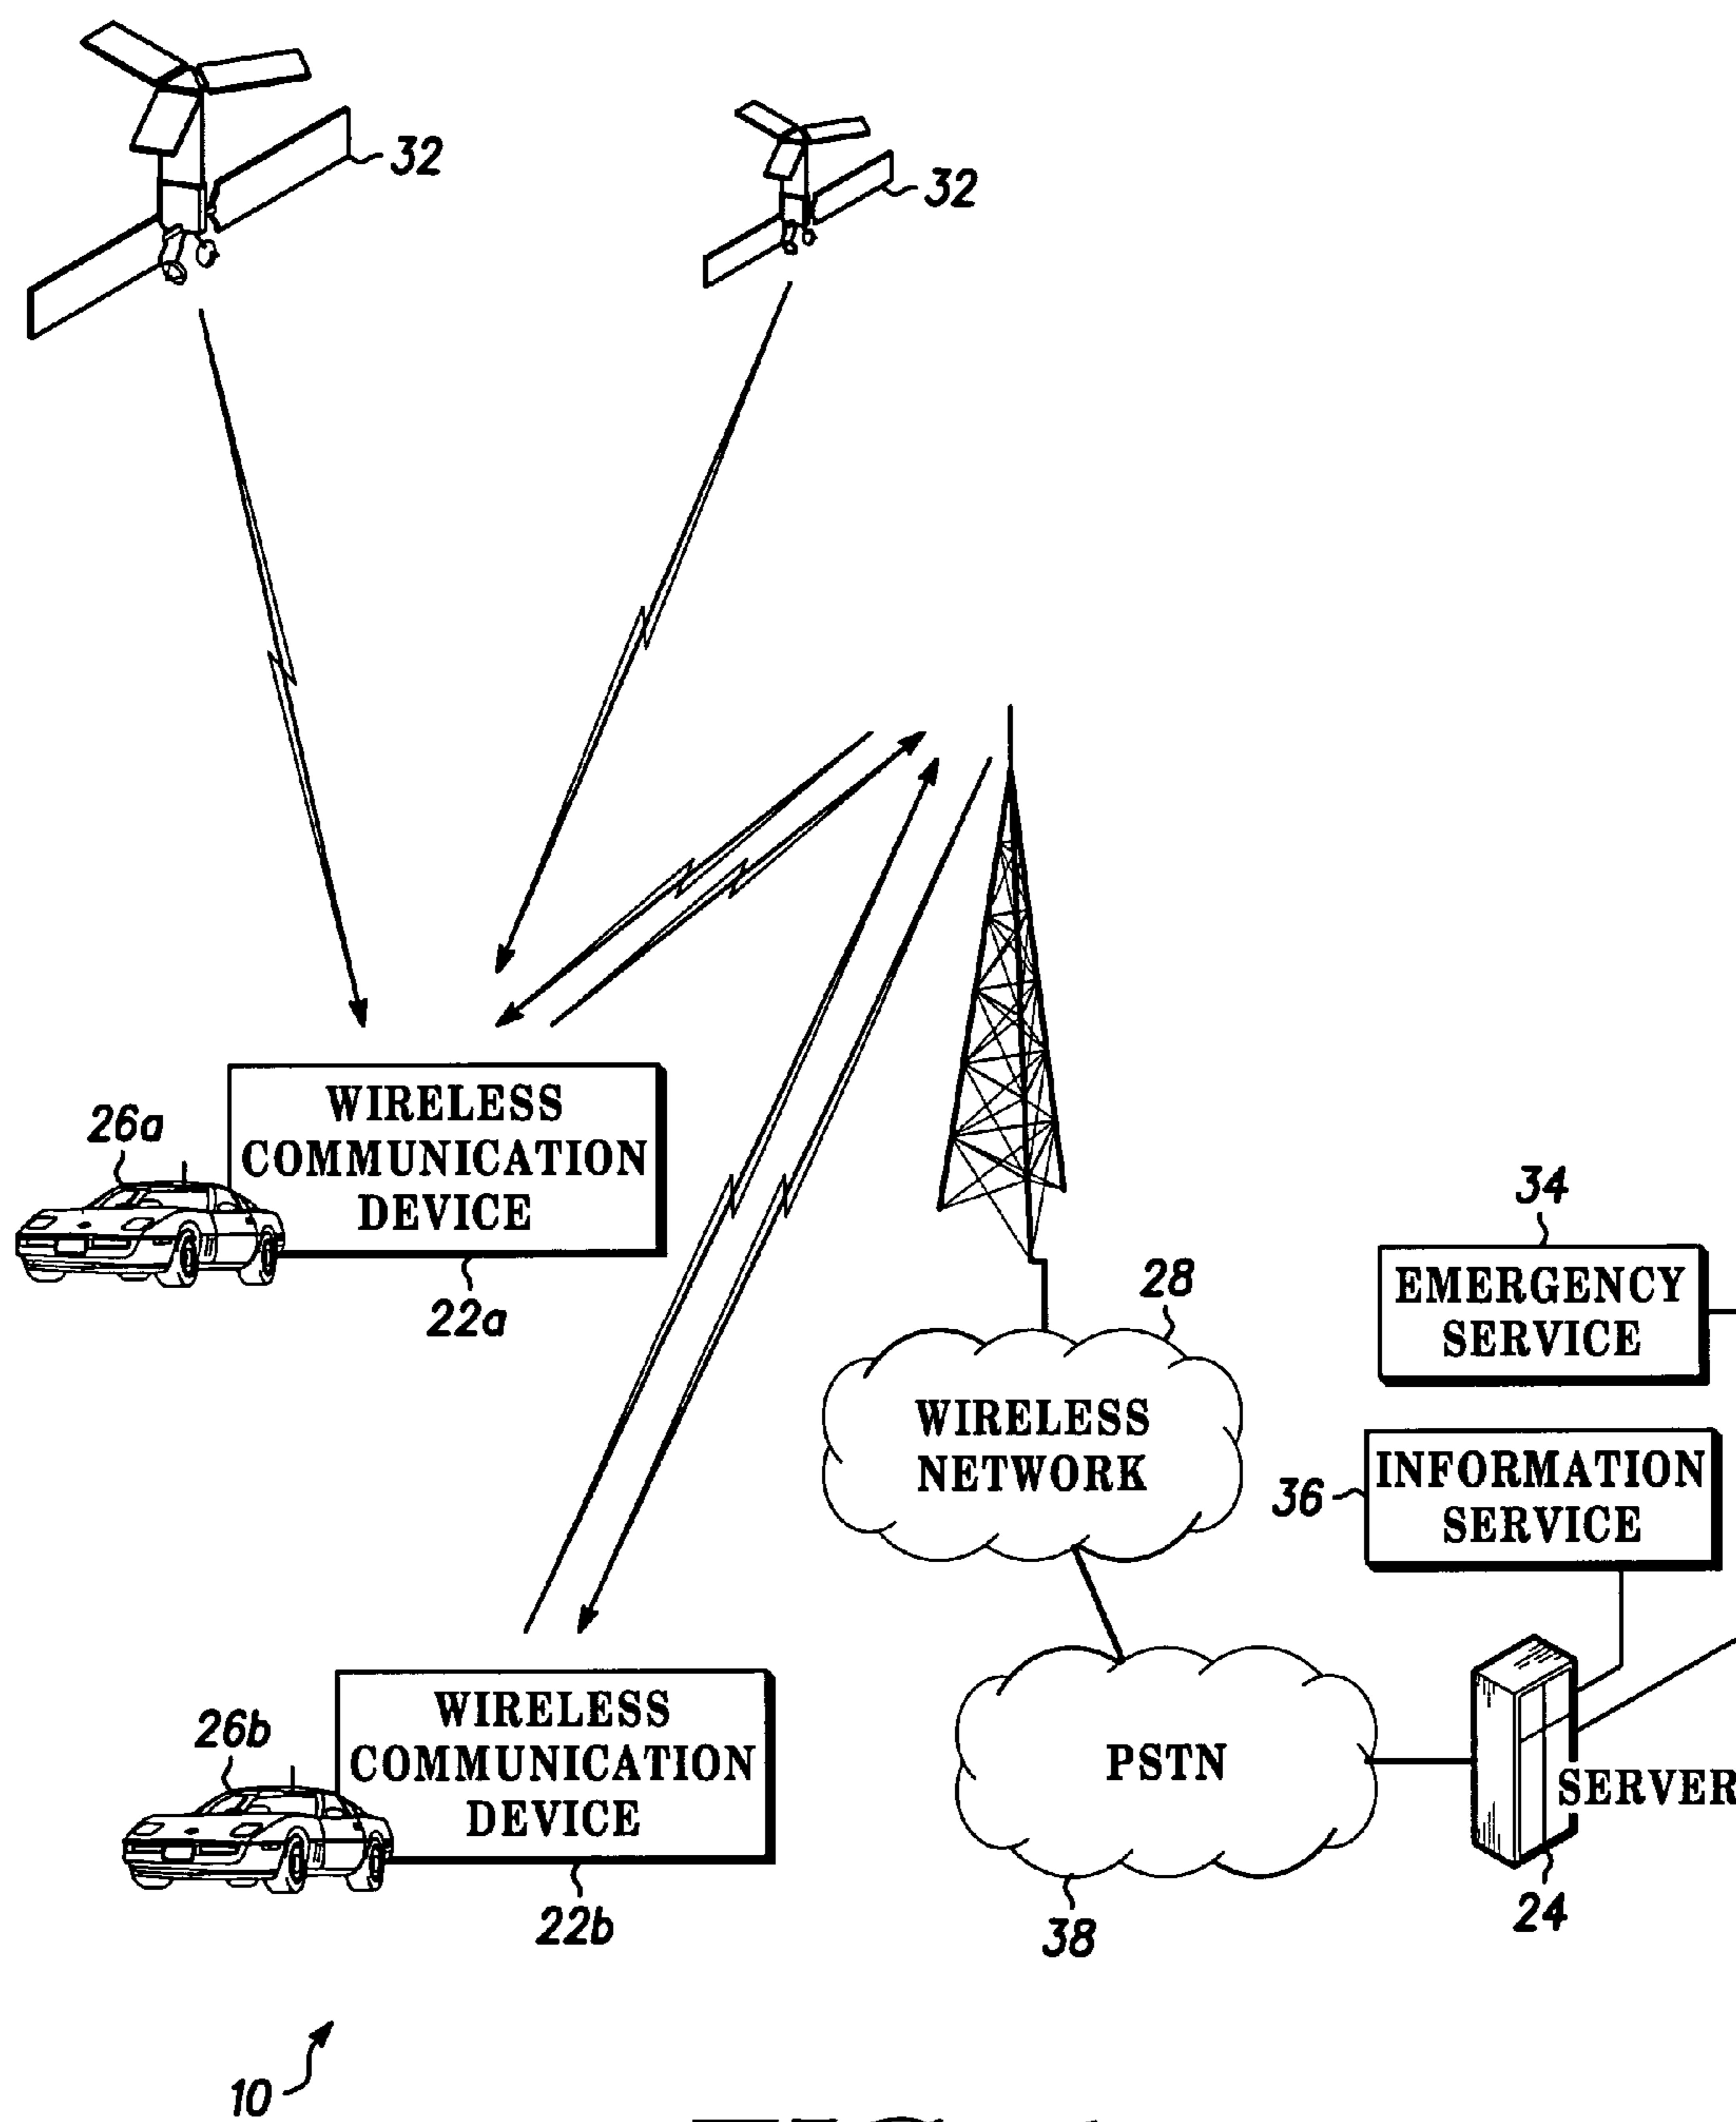 32
32
26a
WIRELESS
COMMUNICATION
DEVICE
22a
34
EMERGENCY
SERVICE
28
WIRELESS
NETWORK
36
INFORMATION
SERVICE
26b
WIRELESS
COMMUNICATION
DEVICE
22b
PSTN
38
SERVER
24
10